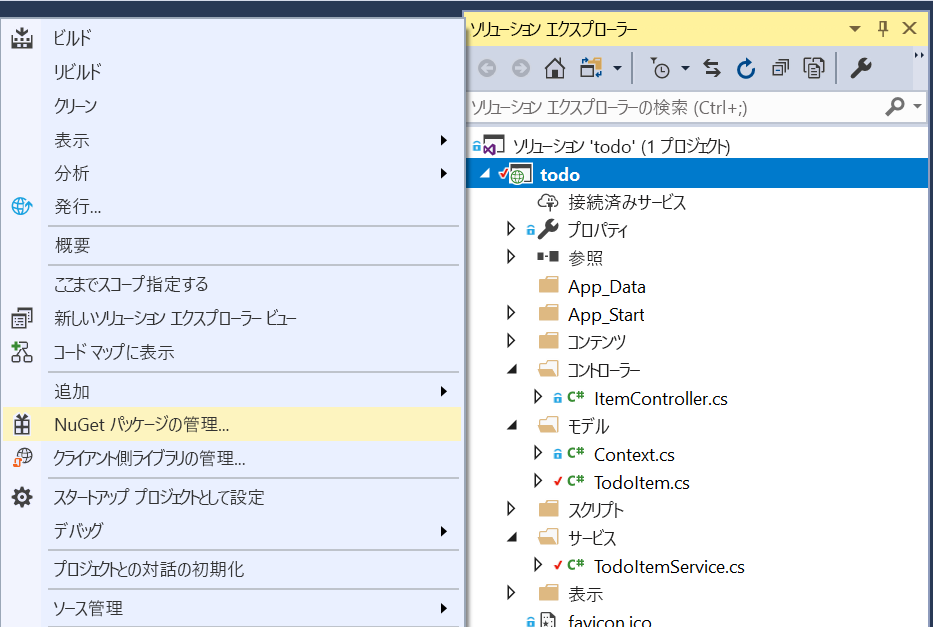 ビルド
リビルド
クリーン
表示
分析
発行...
概要
ここまでスコープ指定する
新しいソリューション エクスプローラー ビュー
コード マップに表示
追加
NuGet パッケージの管理...
クライアント側ライブラリの管理...
スタートアップ プロジェクトとして設定
デバッグ
プロジェクトとの対話の初期化
ソース管理
ソリューション エクスプローラー
ソリューション エクスプローラーの検索 (Ctrl+;)
ソリューション 'todo' (1 プロジェクト)
todo
接続済みサービス
プロパティ
参照
App_Data
App_Start
コンテンツ
コントローラー
C# ItemController.cs
モデル
C# Context.cs
C# TodoItem.cs
スクリプト
サービス
C# TodoItemService.cs
表示
favicon.ico